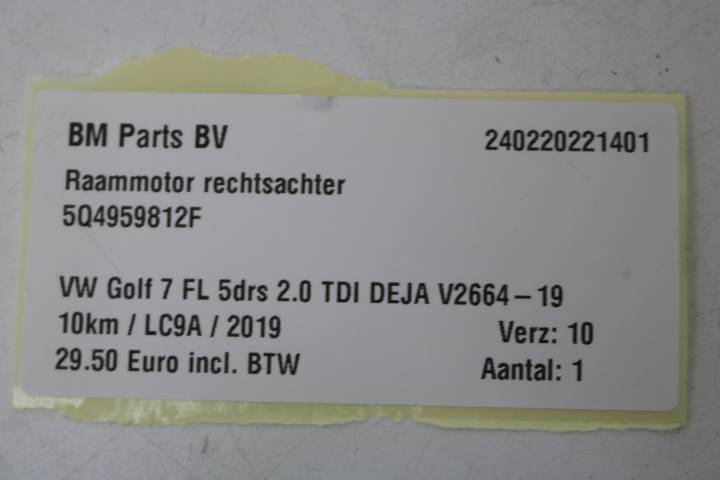 BM Parts BV 240220221401
Raammotor rechtsachter
5Q4959812F
VW Golf 7 FL 5drs 2.0 TDI DEJA V2664-19
10km / LC9A / 2019 Verz: 10
29.50 Euro incl. BTW Aantal: 1